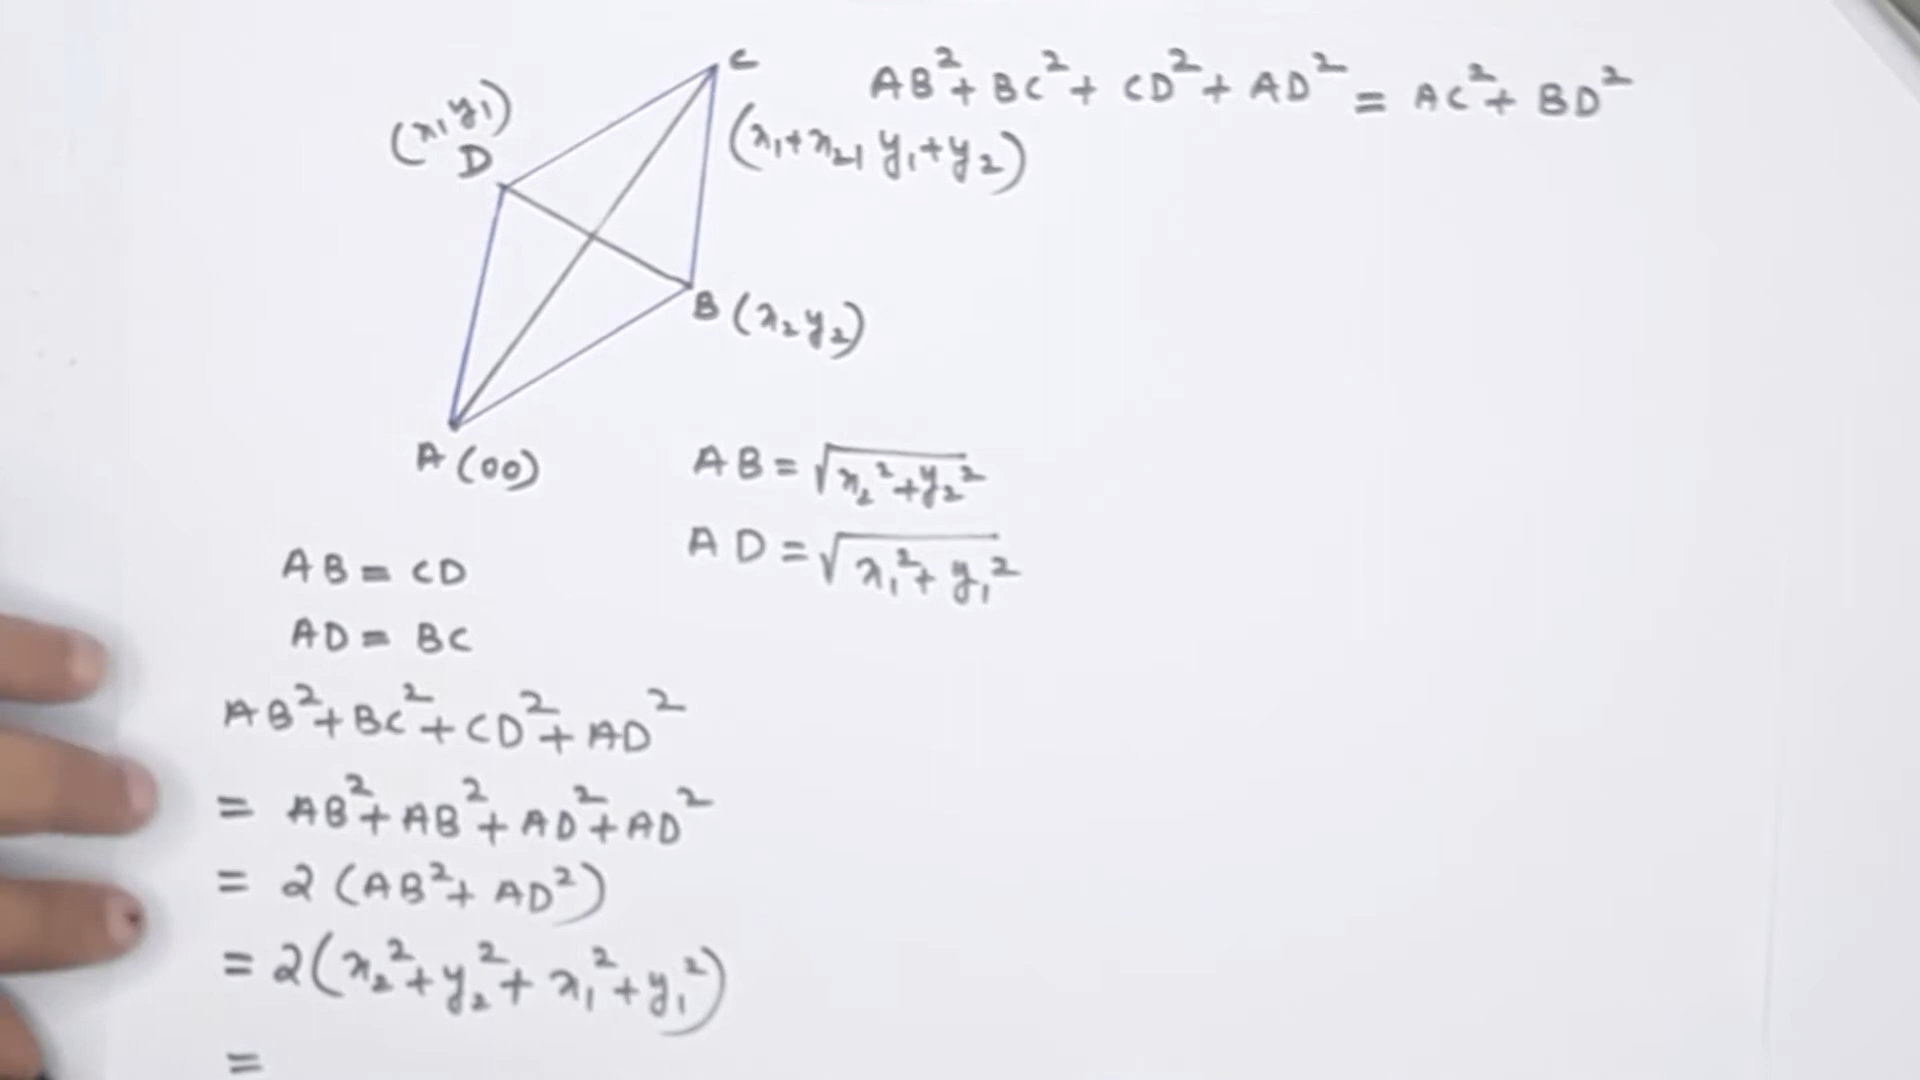 C
AB²+ BC²+ CD²+ AD² = AC²+ BD²
(x₁y₁)
D
(x₁+x₂, y₁+y₂)
B (x₂y₂)
A (00)
AB = √x₂²+y₂²
AD = √x₁²+ y₁²
AB = CD
AD = BC
AB²+BC²+CD²+AD²
= AB²+AB²+AD²+AD²
= 2 (AB²+ AD²)
= 2(x₂²+y₂²+x₁²+y₁²)
=